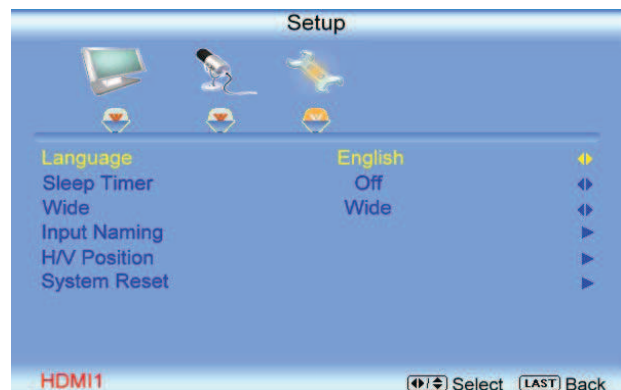 Setup
Language English
Sleep Timer Off
Wide Wide
Input Naming
H/V Position
System Reset
HDMI1 Select LAST Back